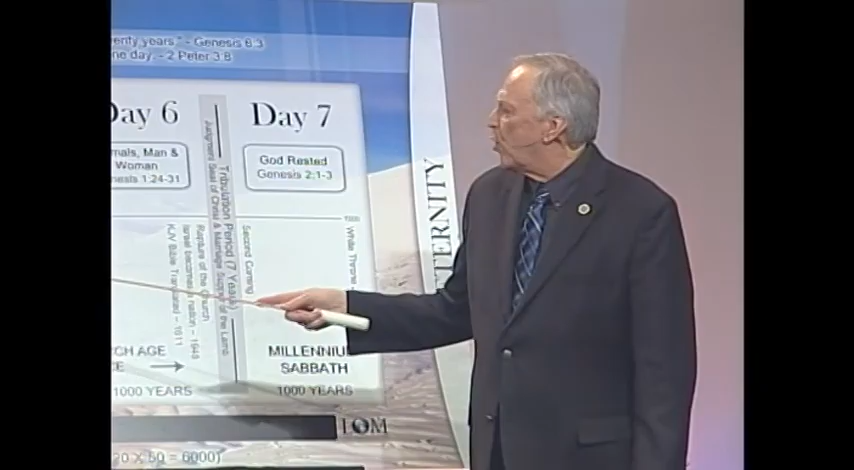 enty years" - Genesis 6:3
ne day. - 2 Peter 3:8
Day 6
Day 7
mals, Man &
Woman
nesis 1:24-31
God Rested
Genesis 2:1-3
ETERNITY
Judgment Seat of Christ & Marriage Supper of the Lamb
Tribulation Period (7 Years)
KJV Bible Translated - 1611
Israel becomes a nation - 1948
Rapture of the Church
Second Coming
White Throne
CH AGE
CE
1000 YEARS
MILLENNIU
SABBATH
1000 YEARS
20 X 50 = 6000)